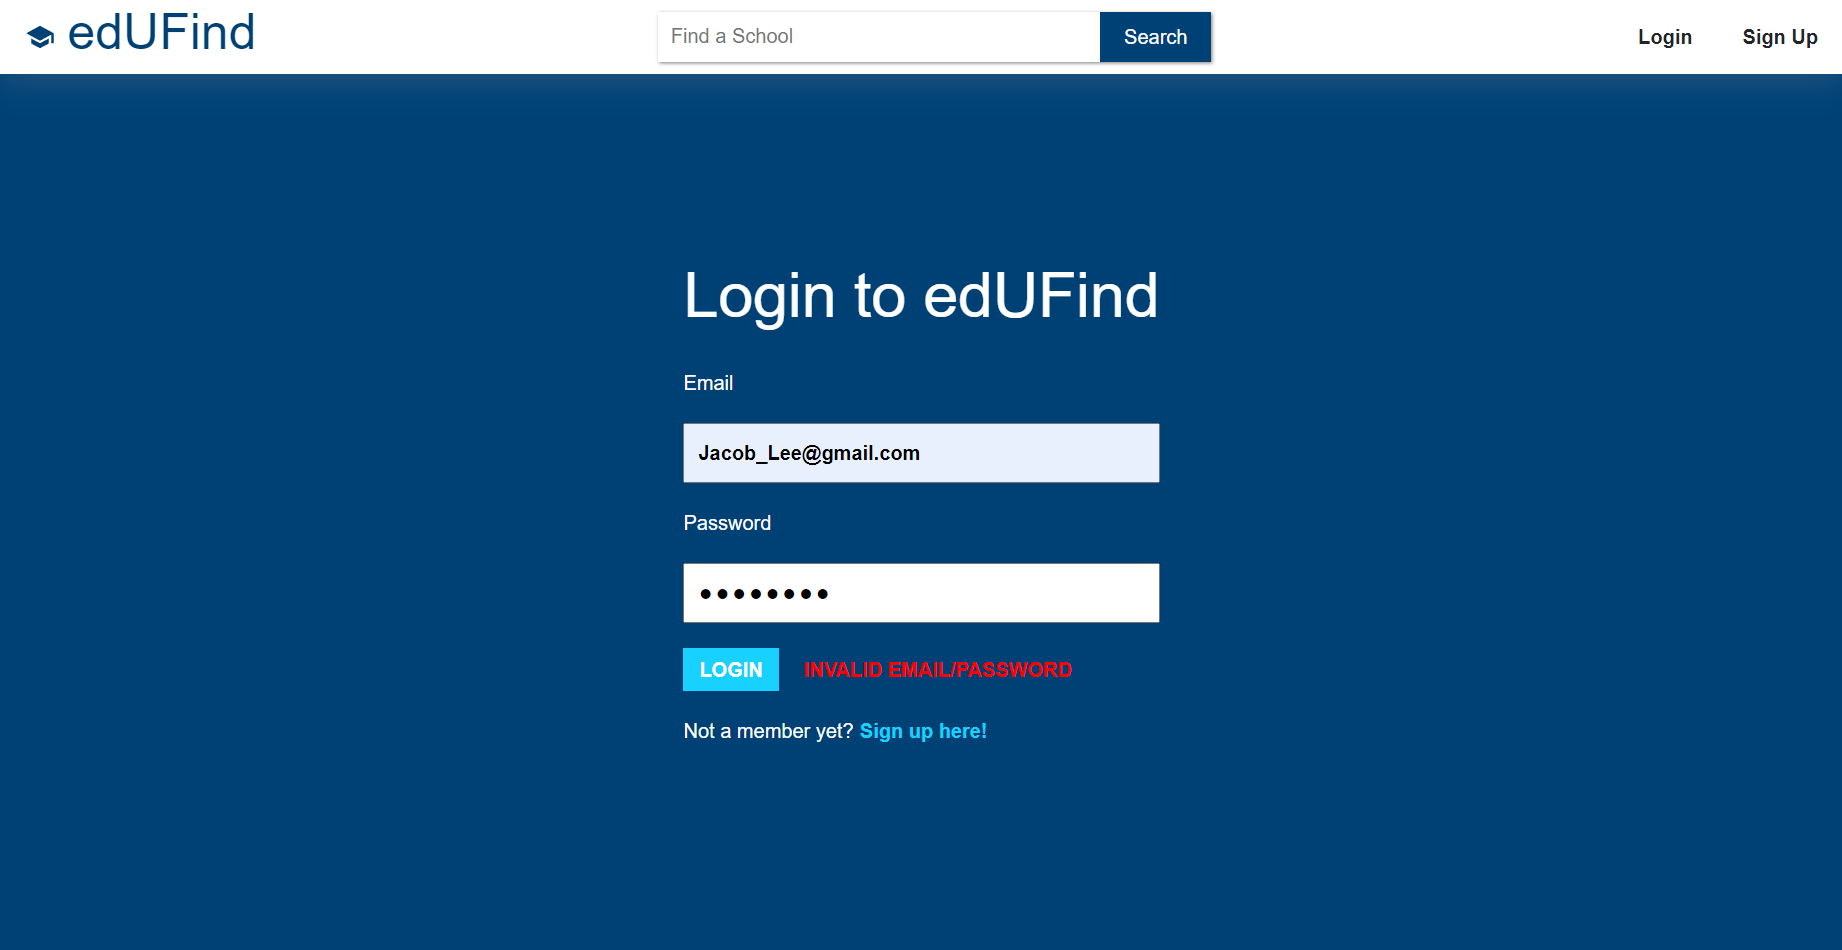 edUFind
Find a School
Search
Login
Sign Up
Login to edUFind
Email
Jacob_Lee@gmail.com
Password
••••••••
LOGIN
INVALID EMAIL/PASSWORD
Not a member yet? Sign up here!